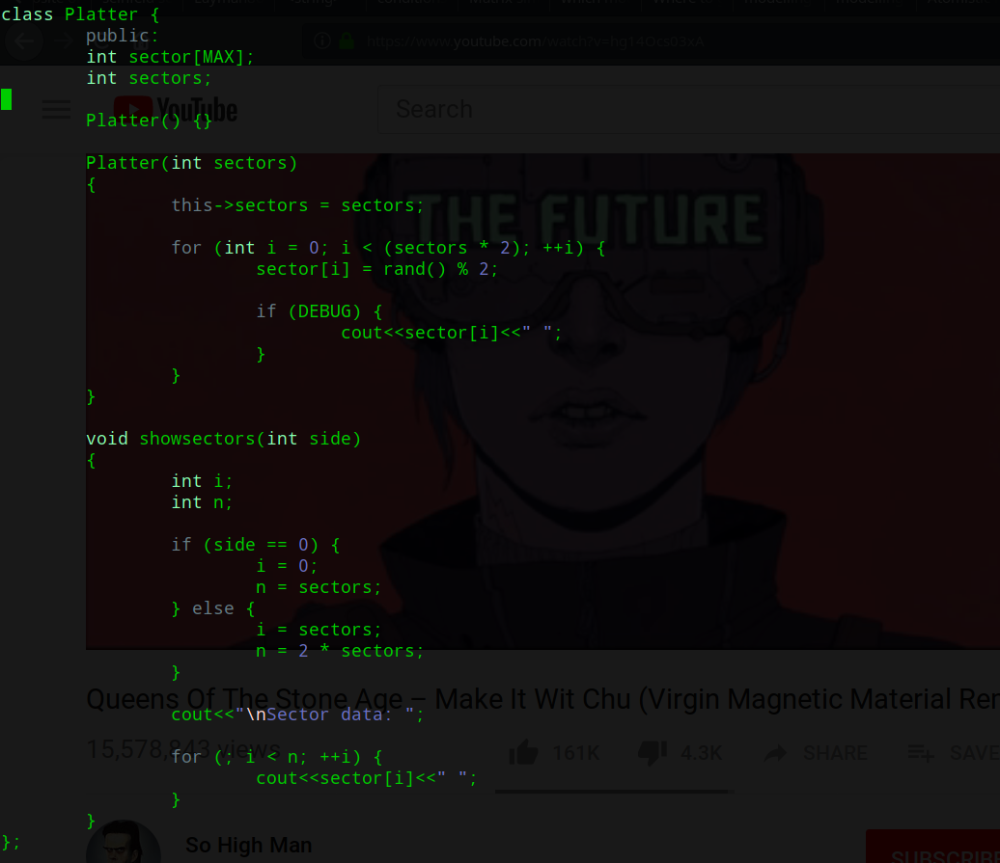 class Platter {
public:
https://www.youtube.com/watch?v=hg14Ocs03xA
int sector[MAX];
int sectors;
YouTube
Search
Platter() {}
Platter(int sectors)
{
this->sectors = sectors;
THE FUTURE
for (int i = 0; i < (sectors * 2); ++i) {
sector[i] = rand() % 2;
if (DEBUG) {
cout<<sector[i]<<" ";
}
}
}
void showsectors(int side)
{
int i;
int n;
if (side == 0) {
i = 0;
n = sectors;
} else {
i = sectors;
n = 2 * sectors;
}
Queens Of The Stone Age – Make It Wit Chu (Virgin Magnetic Material Rem
cout<<"\nSector data: ";
15,578,843 views
161K 4.3K SHARE SAVE
for (; i < n; ++i) {
cout<<sector[i]<<" ";
}
}
};
So High Man
SUBSCRIBE